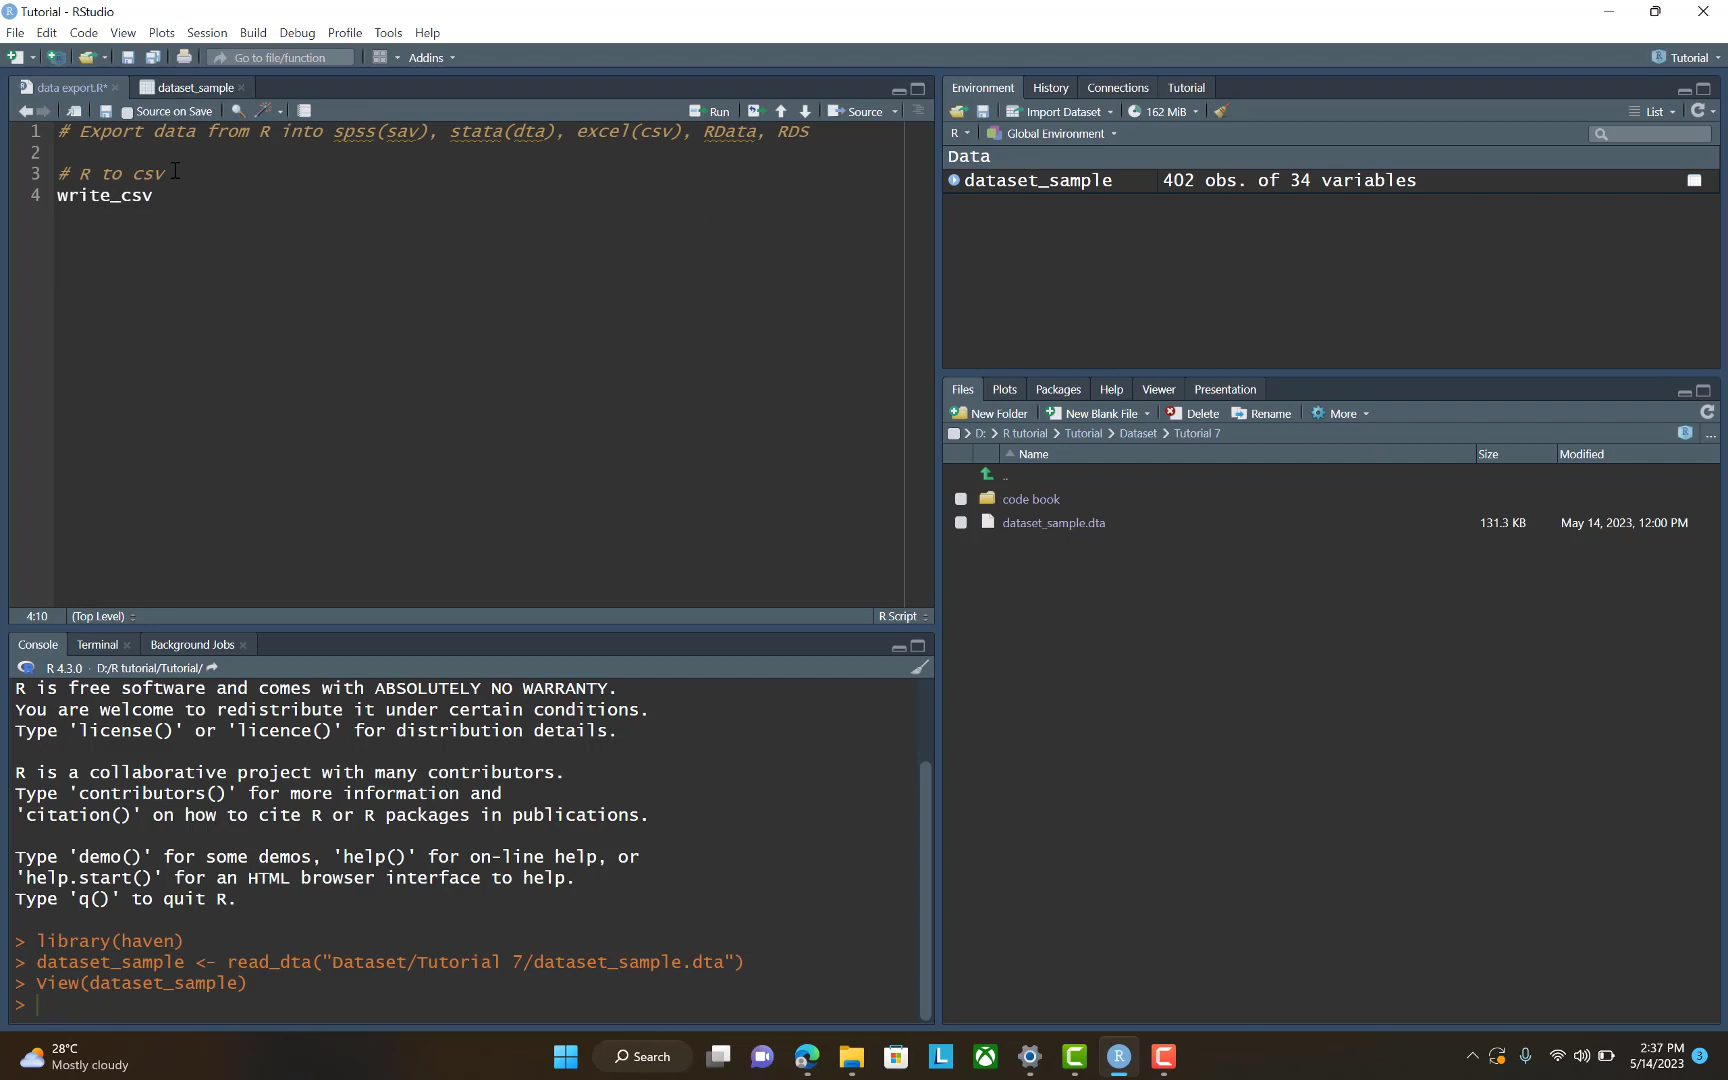 Tutorial - RStudio
File Edit Code View Plots Session Build Debug Profile Tools Help
Go to file/function Addins Tutorial
data export.R* dataset_sample
Source on Save Run Source
1 # Export data from R into spss(sav), stata(dta), excel(csv), RData, RDS
2
3 # R to csv
4 write_csv
4:10 (Top Level) R Script
Console Terminal Background Jobs
R 4.3.0 · D:/R tutorial/Tutorial/
R is free software and comes with ABSOLUTELY NO WARRANTY.
You are welcome to redistribute it under certain conditions.
Type 'license()' or 'licence()' for distribution details.
R is a collaborative project with many contributors.
Type 'contributors()' for more information and
'citation()' on how to cite R or R packages in publications.
Type 'demo()' for some demos, 'help()' for on-line help, or
'help.start()' for an HTML browser interface to help.
Type 'q()' to quit R.
> library(haven)
> dataset_sample <- read_dta("Dataset/Tutorial 7/dataset_sample.dta")
> View(dataset_sample)
>
Environment History Connections Tutorial
Import Dataset 162 MiB List
R Global Environment
Data
dataset_sample 402 obs. of 34 variables
Files Plots Packages Help Viewer Presentation
New Folder New Blank File Delete Rename More
D: R tutorial Tutorial Dataset Tutorial 7
Name Size Modified
..
code book
dataset_sample.dta 131.3 KB May 14, 2023, 12:00 PM
28°C
Mostly cloudy
Search
2:37 PM
5/14/2023
3